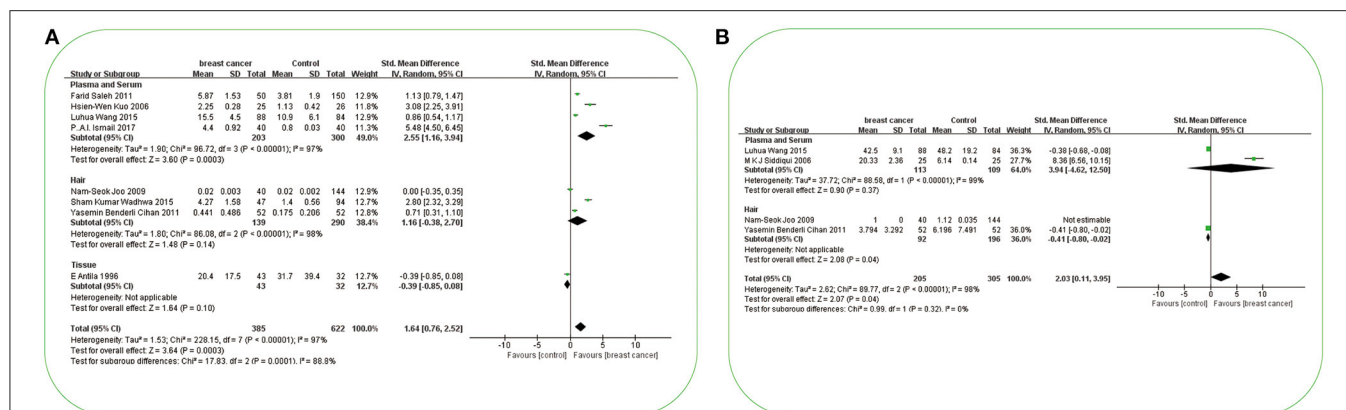 A
breast cancer Control Std. Mean Difference Std. Mean Difference
Study or Subgroup Mean SD Total Mean SD Total Weight IV, Random, 95% CI IV, Random, 95% CI
Plasma and Serum
Farid Saleh 2011 5.87 1.53 50 3.81 1.9 150 12.9% 1.13 [0.79, 1.47]
Hsien-Wen Kuo 2006 2.25 0.28 25 1.13 0.42 26 11.9% 3.08 [2.25, 3.91]
Luhua Wang 2015 15.5 4.5 88 10.9 6.1 84 12.9% 0.86 [0.54, 1.17]
P..A.I. Ismail 2017 4.4 0.92 40 0.8 0.03 40 11.3% 5.48 [4.50, 6.45]
Subtotal (95% CI) 203 300 49.0% 2.55 [1.16, 3.94]
Heterogeneity: Tau² = 1.90; Chi² = 96.72, df = 3 (P < 0.00001); I² = 97%
Test for overall effect: Z = 3.60 (P = 0.0003)
Hair
Nam-Seok Joo 2009 0.02 0.003 40 0.02 0.002 144 12.9% 0.00 [-0.35, 0.35]
Sham Kumar Wadhwa 2015 4.27 1.58 47 1.4 0.56 94 12.6% 2.80 [2.32, 3.29]
Yasemin Benderli Cihan 2011 0.441 0.486 52 0.175 0.206 52 12.8% 0.71 [0.31, 1.10]
Subtotal (95% CI) 139 290 38.4% 1.16 [-0.38, 2.70]
Heterogeneity: Tau² = 1.80; Chi² = 86.08, df = 2 (P < 0.00001); I² = 98%
Test for overall effect: Z = 1.48 (P = 0.14)
Tissue
E Antila 1996 20.4 17.5 43 31.7 39.4 32 12.7% -0.39 [-0.85, 0.08]
Subtotal (95% CI) 43 32 12.7% -0.39 [-0.85, 0.08]
Heterogeneity: Not applicable
Test for overall effect: Z = 1.64 (P = 0.10)
Total (95% CI) 385 622 100.0% 1.64 [0.76, 2.52]
Heterogeneity: Tau² = 1.53; Chi² = 228.15, df = 7 (P < 0.00001); I² = 97%
Test for overall effect: Z = 3.64 (P = 0.0003)
Test for subgroup differences: Chi² = 17.83, df = 2 (P = 0.0001), I² = 88.8%
-10 -5 0 5 10
Favours [control] Favours [breast cancer]
B
breast cancer Control Std. Mean Difference Std. Mean Difference
Study or Subgroup Mean SD Total Mean SD Total Weight IV, Random, 95% CI IV, Random, 95% CI
Plasma and Serum
Luhua Wang 2015 42.5 9.1 88 48.2 19.2 84 36.3% -0.38 [-0.68, -0.08]
M K J Siddiqui 2006 20.33 2.36 25 6.14 0.14 25 27.7% 8.36 [6.56, 10.15]
Subtotal (95% CI) 113 109 64.0% 3.94 [-4.62, 12.50]
Heterogeneity: Tau² = 37.72; Chi² = 88.58, df = 1 (P < 0.00001); I² = 99%
Test for overall effect: Z = 0.90 (P = 0.37)
Hair
Nam-Seok Joo 2009 1 0 40 1.12 0.035 144 Not estimable
Yasemin Benderli Cihan 2011 3.794 3.292 52 6.196 7.491 52 36.0% -0.41 [-0.80, -0.02]
Subtotal (95% CI) 92 196 36.0% -0.41 [-0.80, -0.02]
Heterogeneity: Not applicable
Test for overall effect: Z = 2.08 (P = 0.04)
Total (95% CI) 205 305 100.0% 2.03 [0.11, 3.95]
Heterogeneity: Tau² = 2.62; Chi² = 89.77, df = 2 (P < 0.00001); I² = 98%
Test for overall effect: Z = 2.07 (P = 0.04)
Test for subgroup differences: Chi² = 0.99, df = 1 (P = 0.32), I² = 0%
-10 -5 0 5 10
Favours [control] Favours [breast cancer]